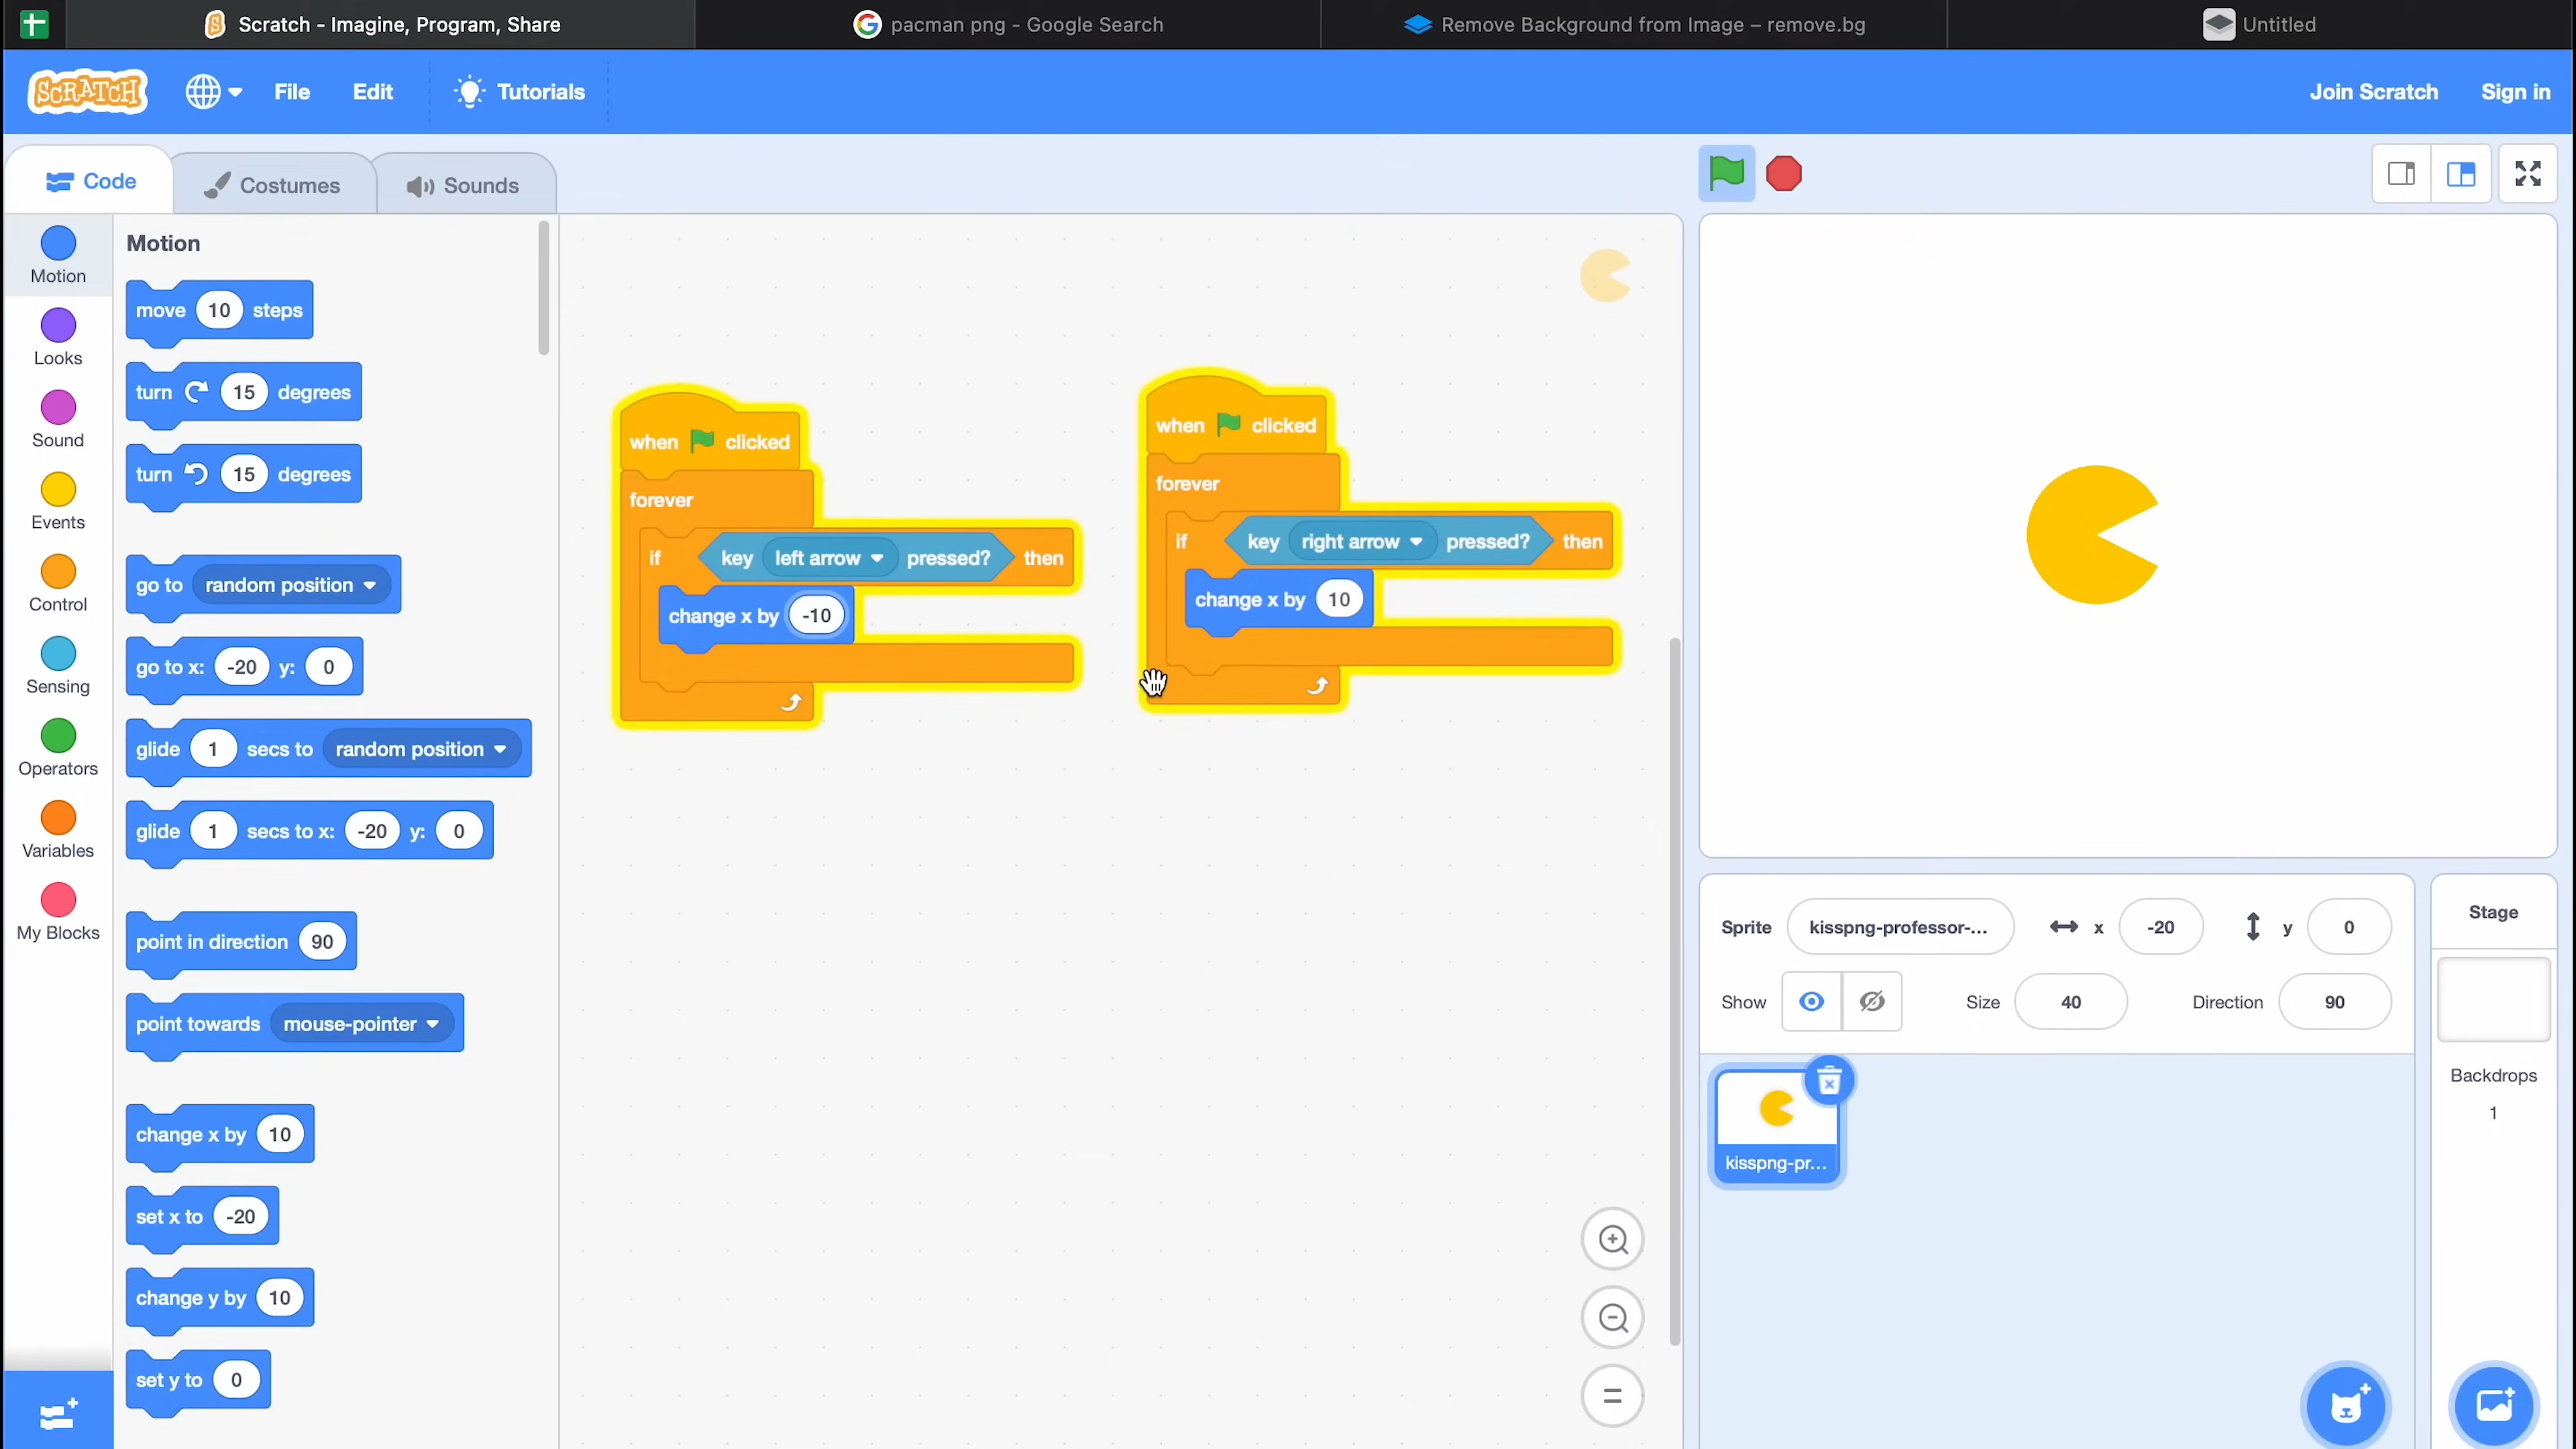 Scratch - Imagine, Program, Share
pacman png - Google Search
Remove Background from Image – remove.bg
Untitled
SCRATCH
File
Edit
Tutorials
Join Scratch
Sign in
Code
Costumes
Sounds
Motion
Looks
Sound
Events
Control
Sensing
Operators
Variables
My Blocks
Motion
move 10 steps
turn 15 degrees
turn 15 degrees
go to random position
go to x: -20 y: 0
glide 1 secs to random position
glide 1 secs to x: -20 y: 0
point in direction 90
point towards mouse-pointer
change x by 10
set x to -20
change y by 10
set y to 0
when clicked
forever
if key left arrow pressed? then
change x by -10
when clicked
forever
if key right arrow pressed? then
change x by 10
Sprite kisspng-professor-... x -20 y 0
Show Size 40 Direction 90
kisspng-pr...
Stage
Backdrops
1